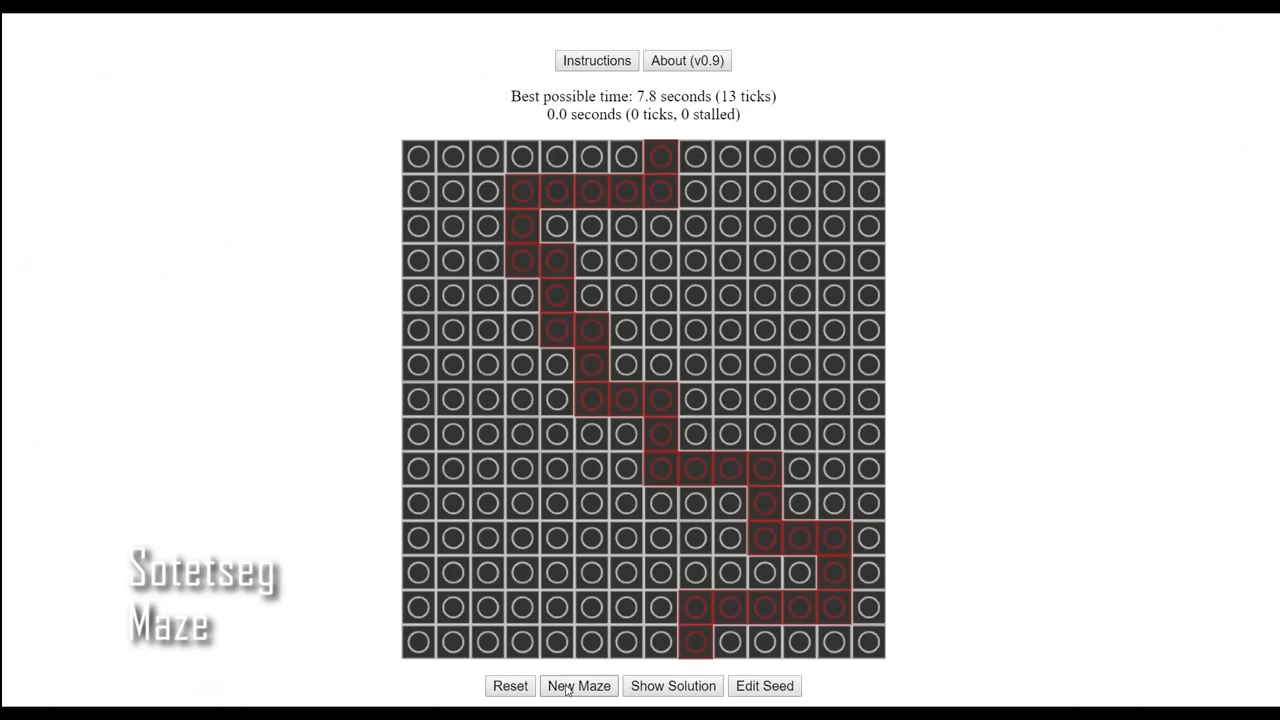 Instructions About (v0.9)
Best possible time: 7.8 seconds (13 ticks)
0.0 seconds (0 ticks, 0 stalled)
Sotetseg
Maze
Reset New Maze Show Solution Edit Seed